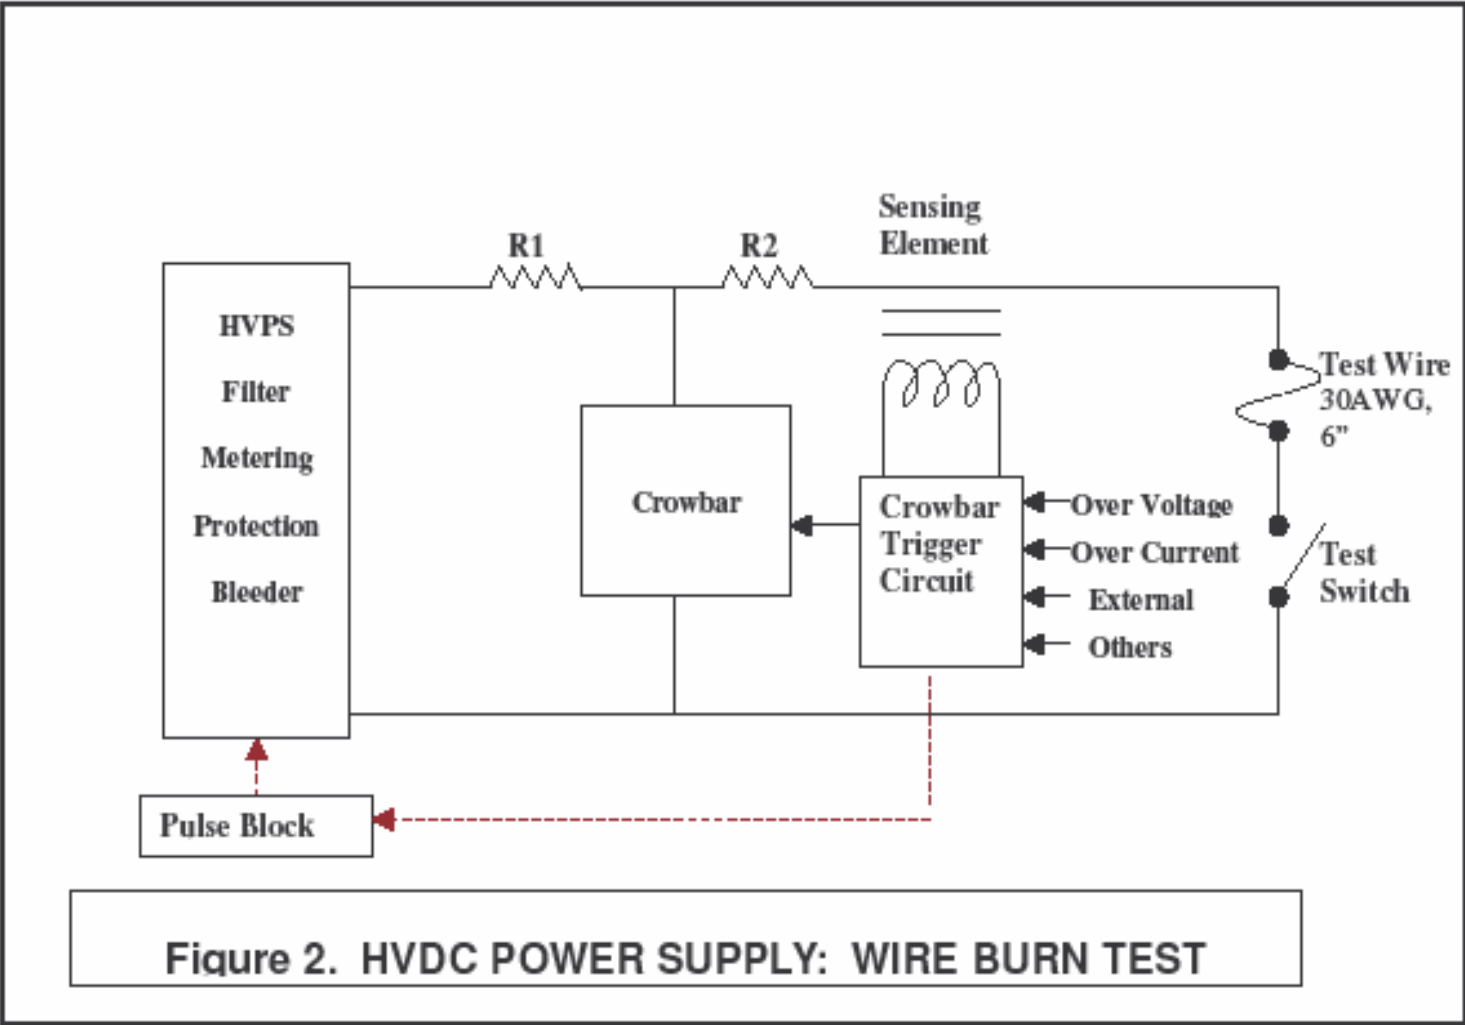 Sensing
Element
R1
R2
HVPS
Filter
Metering
Protection
Bleeder
Crowbar
Crowbar
Trigger
Circuit
Over Voltage
Over Current
External
Others
Test Wire
30AWG,
6”
Test
Switch
Pulse Block
Figure 2. HVDC POWER SUPPLY: WIRE BURN TEST